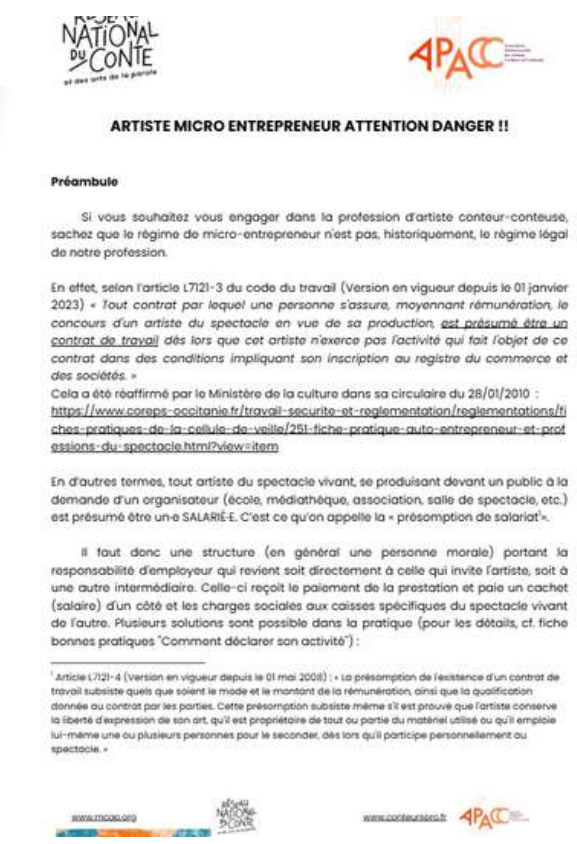 RÉSEAU
NATIONAL
DU CONTE
et des arts de la parole
APACC
ARTISTE MICRO ENTREPRENEUR ATTENTION DANGER !!
Préambule
Si vous souhaitez vous engager dans la profession d'artiste conteur-conteuse,
sachez que le régime de micro-entrepreneur n'est pas, historiquement, le régime légal
de notre profession.
En effet, selon l'article L7121-3 du code du travail (Version en vigueur depuis le 01 janvier
2023) « Tout contrat par lequel une personne s'assure, moyennant rémunération, le
concours d'un artiste du spectacle en vue de sa production, est présumé être un
contrat de travail dès lors que cet artiste n'exerce pas l'activité qui fait l'objet de ce
contrat dans des conditions impliquant son inscription au registre du commerce et
des sociétés. »
Cela a été réaffirmé par le Ministère de la culture dans sa circulaire du 28/01/2010 :
https://www.coreps-occitanie.fr/travail-securite-et-reglementation/reglementations/fi
ches-pratiques-de-la-cellule-de-veille/251-fiche-pratique-auto-entrepreneur-et-prof
essions-du-spectacle.html?view=item
En d'autres termes, tout artiste du spectacle vivant, se produisant devant un public à la
demande d'un organisateur (école, médiathèque, association, salle de spectacle, etc.)
est présumé être un·e SALARIÉ·E. C'est ce qu'on appelle la « présomption de salariat¹».
Il faut donc une structure (en général une personne morale) portant la
responsabilité d'employeur qui revient soit directement à celle qui invite l'artiste, soit à
une autre intermédiaire. Celle-ci reçoit le paiement de la prestation et paie un cachet
(salaire) d'un côté et les charges sociales aux caisses spécifiques du spectacle vivant
de l'autre. Plusieurs solutions sont possible dans la pratique (pour les détails, cf. fiche
bonnes pratiques "Comment déclarer son activité") :
¹ Article L7121-4 (Version en vigueur depuis le 01 mai 2008) : « La présomption de l'existence d'un contrat de
travail subsiste quels que soient le mode et le montant de la rémunération, ainsi que la qualification
donnée au contrat par les parties. Cette présomption subsiste même s'il est prouvé que l'artiste conserve
la liberté d'expression de son art, qu'il est propriétaire de tout ou partie du matériel utilisé ou qu'il emploie
lui-même une ou plusieurs personnes pour le seconder, dès lors qu'il participe personnellement au
spectacle. »
RÉSEAU
NATIONAL
DU CONTE
www.conteurspro.fr
APACC